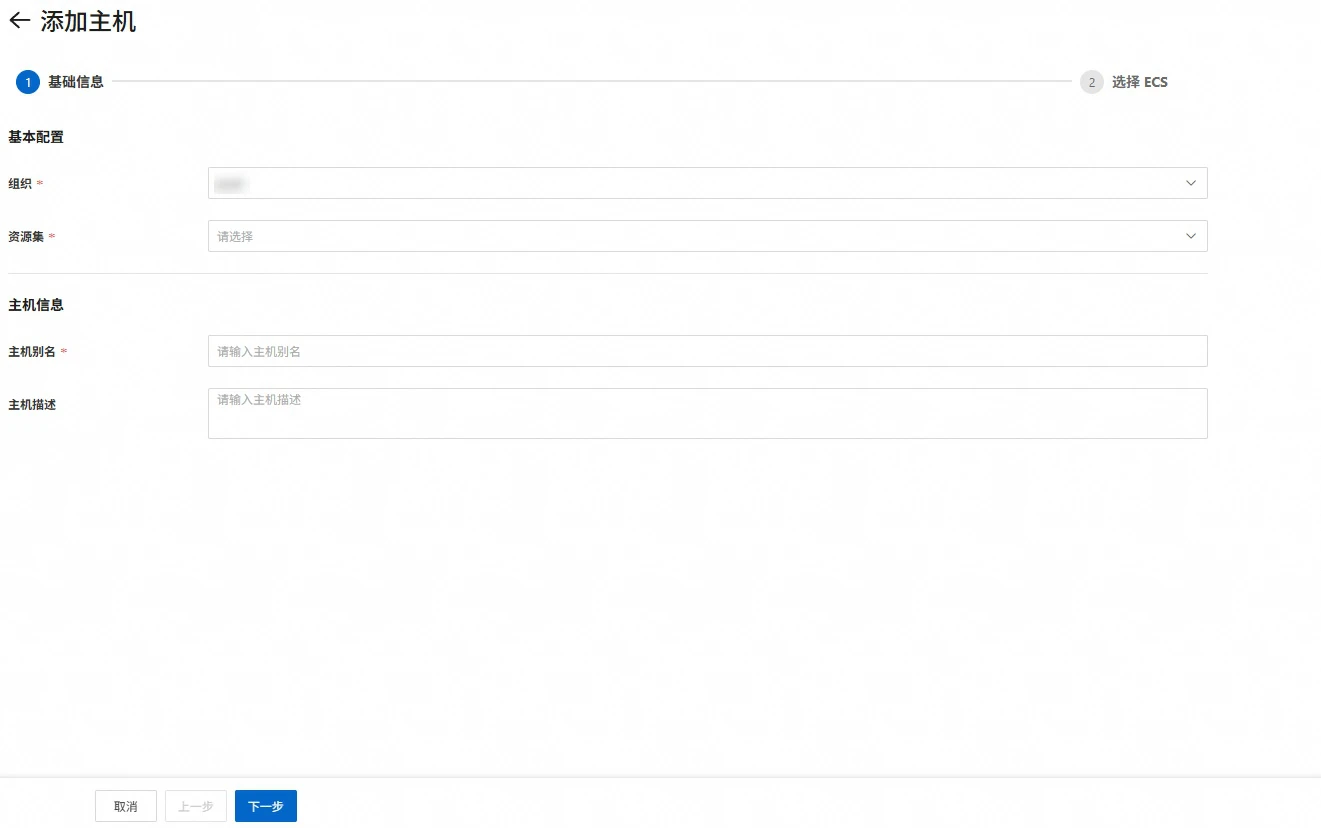 添加主机
1 基础信息
2 选择 ECS
基本配置
组织 *
资源集 *
请选择
主机信息
主机别名 *
请输入主机别名
主机描述
请输入主机描述
取消
上一步
下一步